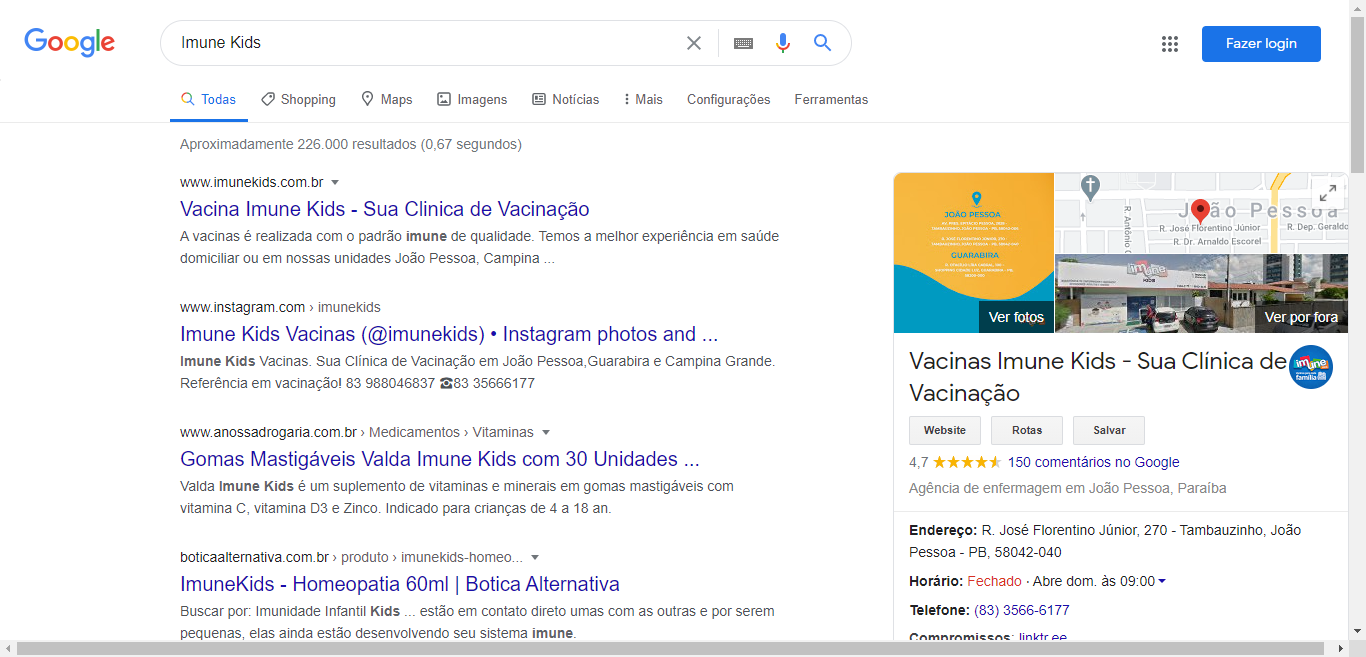 Google
Imune Kids
Fazer login
Todas
Shopping
Maps
Imagens
Notícias
Mais
Configurações
Ferramentas
Aproximadamente 226.000 resultados (0,67 segundos)
www.imunekids.com.br
Vacina Imune Kids - Sua Clinica de Vacinação
A vacinas é realizada com o padrão imune de qualidade. Temos a melhor experiência em saúde
domiciliar ou em nossas unidades João Pessoa, Campina ...
www.instagram.com › imunekids
Imune Kids Vacinas (@imunekids) • Instagram photos and ...
Imune Kids Vacinas. Sua Clínica de Vacinação em João Pessoa,Guarabira e Campina Grande.
Referência em vacinação! 83 988046837 ☎83 35666177
www.anossadrogaria.com.br › Medicamentos › Vitaminas
Gomas Mastigáveis Valda Imune Kids com 30 Unidades ...
Valda Imune Kids é um suplemento de vitaminas e minerais em gomas mastigáveis com
vitamina C, vitamina D3 e Zinco. Indicado para crianças de 4 a 18 an.
boticaalternativa.com.br › produto › imunekids-homeo...
ImuneKids - Homeopatia 60ml | Botica Alternativa
Buscar por: Imunidade Infantil Kids ... estão em contato direto umas com as outras e por serem
pequenas, elas ainda estão desenvolvendo seu sistema imune.
JOÃO PESSOA
GUARABIRA
Ver fotos
João Pessoa
R. Antônio
R. José Florentino Júnior
R. Dep. Geraldo
R. Dr. Arnaldo Escorel
imune
KIDS
Ver por fora
Vacinas Imune Kids - Sua Clínica de
Vacinação
imune
família
Website
Rotas
Salvar
4,7
150 comentários no Google
Agência de enfermagem em João Pessoa, Paraíba
Endereço: R. José Florentino Júnior, 270 - Tambauzinho, João
Pessoa - PB, 58042-040
Horário: Fechado · Abre dom. às 09:00
Telefone: (83) 3566-6177
Compromissos: linktr.ee